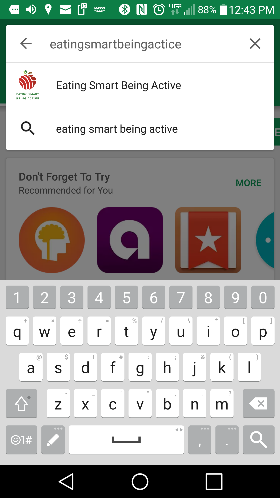 88% 12:43 PM
eatingsmartbeingactice
Eating Smart Being Active
eating smart being active
Don't Forget To Try
Recommended for You
MORE
1 2 3 4 5 6 7 8 9 0
q w e r t y u i o p
a s d f g h j k l
z x c v b n m
1# , .